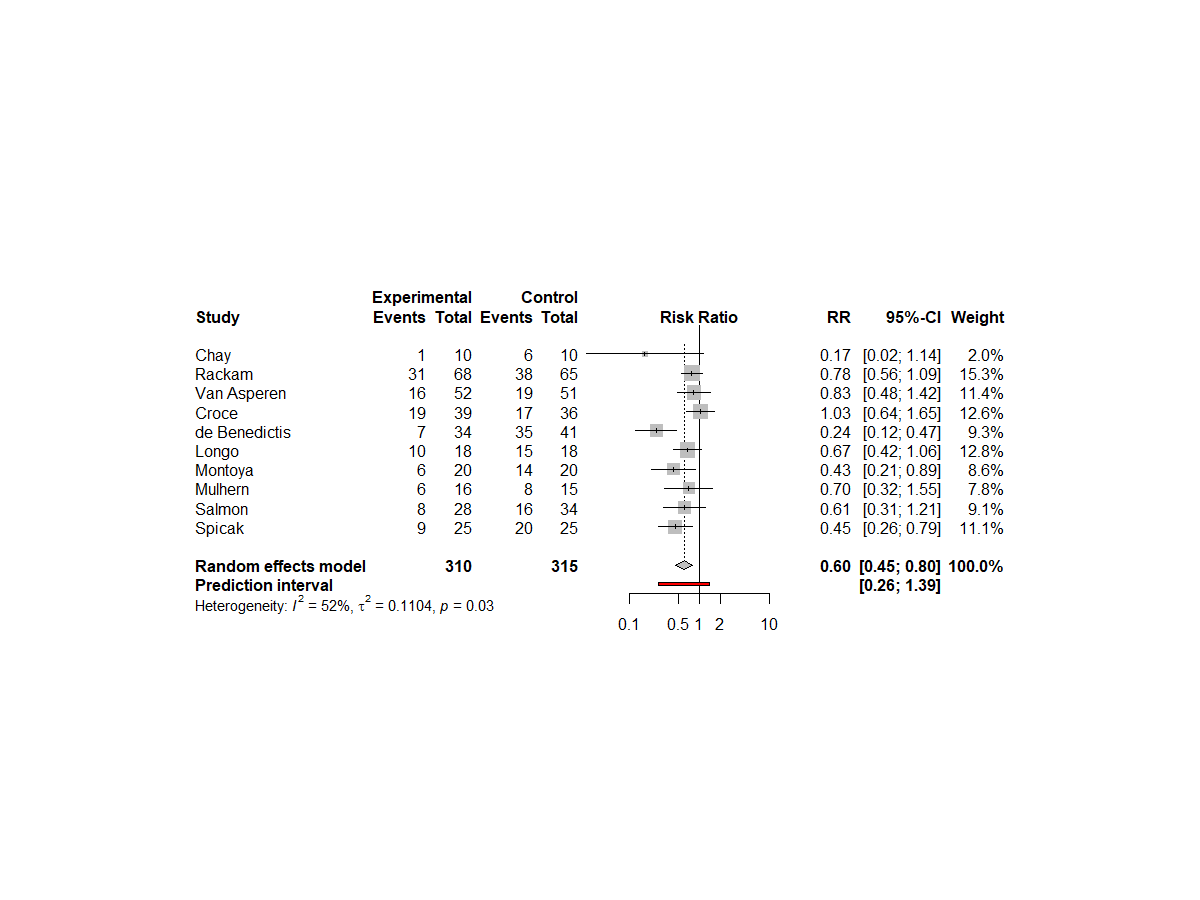 Experimental Control
Study Events Total Events Total Risk Ratio RR 95%-CI Weight
Chay 1 10 6 10 0.17 [0.02; 1.14] 2.0%
Rackam 31 68 38 65 0.78 [0.56; 1.09] 15.3%
Van Asperen 16 52 19 51 0.83 [0.48; 1.42] 11.4%
Croce 19 39 17 36 1.03 [0.64; 1.65] 12.6%
de Benedictis 7 34 35 41 0.24 [0.12; 0.47] 9.3%
Longo 10 18 15 18 0.67 [0.42; 1.06] 12.8%
Montoya 6 20 14 20 0.43 [0.21; 0.89] 8.6%
Mulhern 6 16 8 15 0.70 [0.32; 1.55] 7.8%
Salmon 8 28 16 34 0.61 [0.31; 1.21] 9.1%
Spicak 9 25 20 25 0.45 [0.26; 0.79] 11.1%
Random effects model 310 315 0.60 [0.45; 0.80] 100.0%
Prediction interval [0.26; 1.39]
Heterogeneity: I² = 52%, τ² = 0.1104, p = 0.03
0.1 0.5 1 2 10